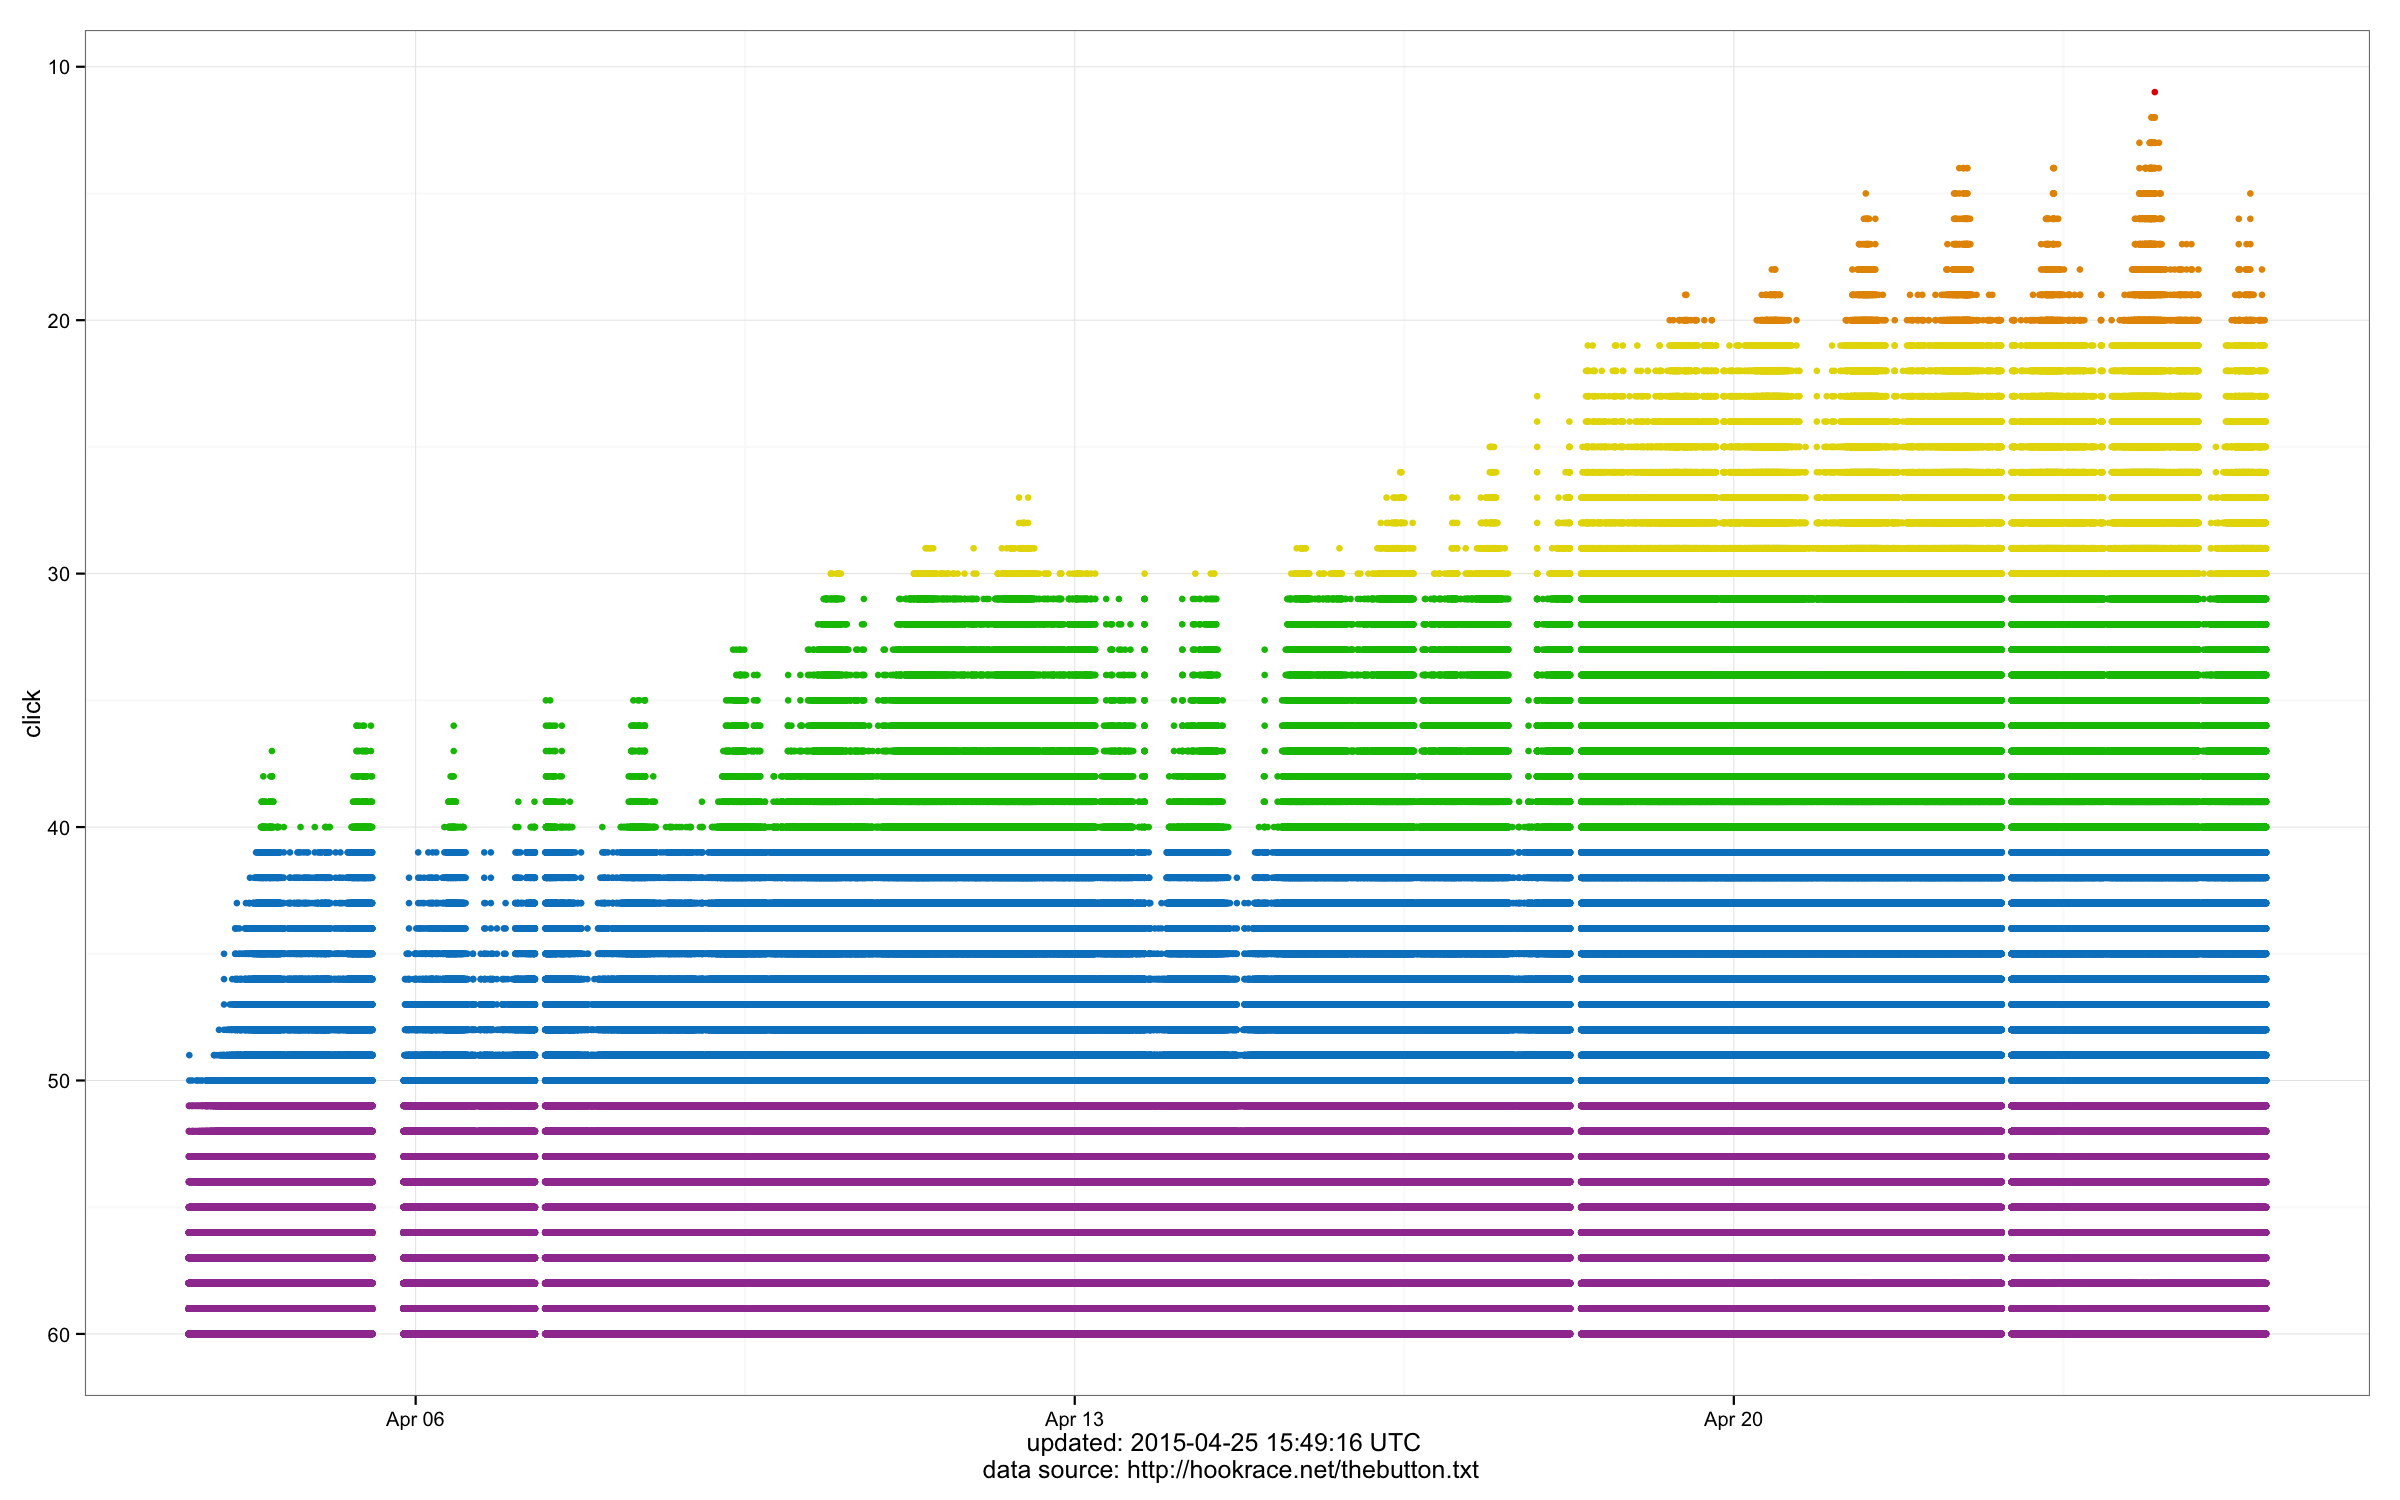 10
20
30
40
50
60
click
Apr 06
Apr 13
Apr 20
updated: 2015-04-25 15:49:16 UTC
data source: http://hookrace.net/thebutton.txt